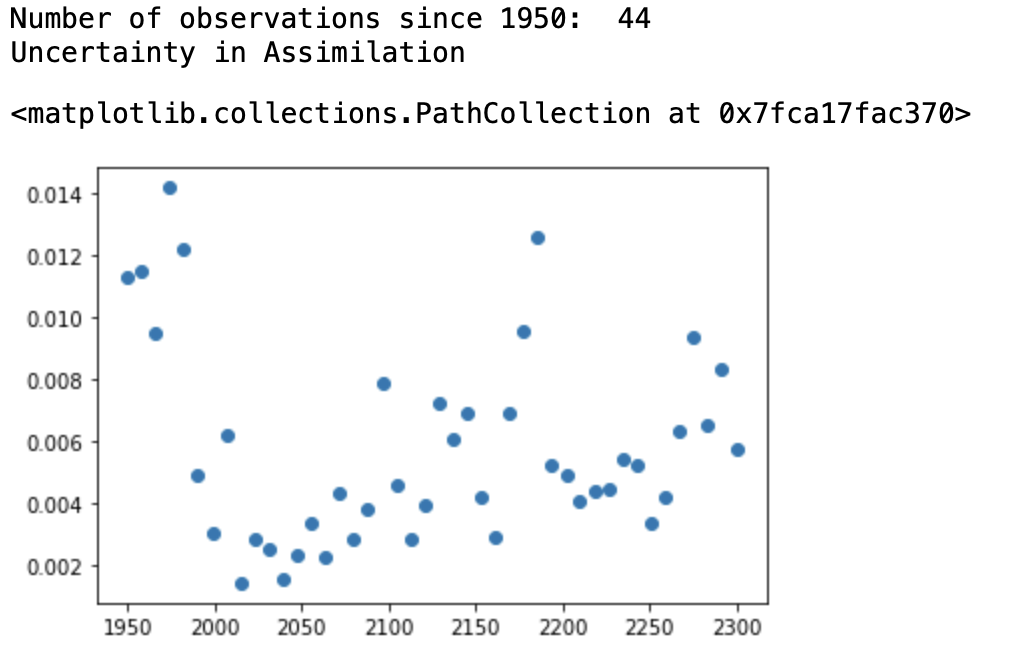 Number of observations since 1950:  44
Uncertainty in Assimilation
<matplotlib.collections.PathCollection at 0x7fca17fac370>
0.014
0.012
0.010
0.008
0.006
0.004
0.002
1950 2000 2050 2100 2150 2200 2250 2300